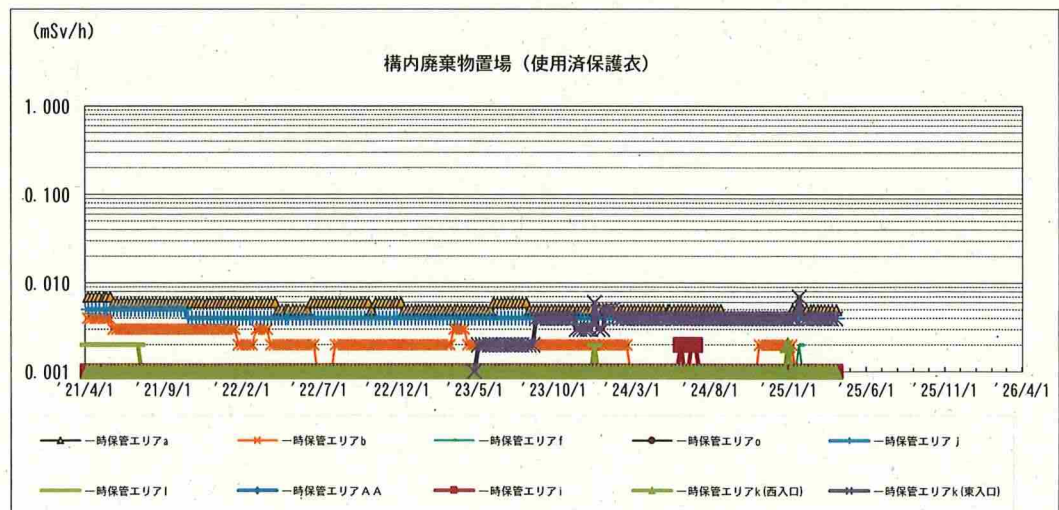 (mSv/h)
構内廃棄物置場（使用済保護衣）
1.000
0.100
0.010
0.001
21/4/1 21/9/1 22/2/1 22/7/1 22/12/1 23/5/1 23/10/1 24/3/1 24/8/1 25/1/1 25/6/1 25/11/1 26/4/1
一時保管エリアa 一時保管エリアb 一時保管エリアf 一時保管エリアo 一時保管エリアj
一時保管エリアl 一時保管エリアAA 一時保管エリアi 一時保管エリアk(西入口) 一時保管エリアk(東入口)